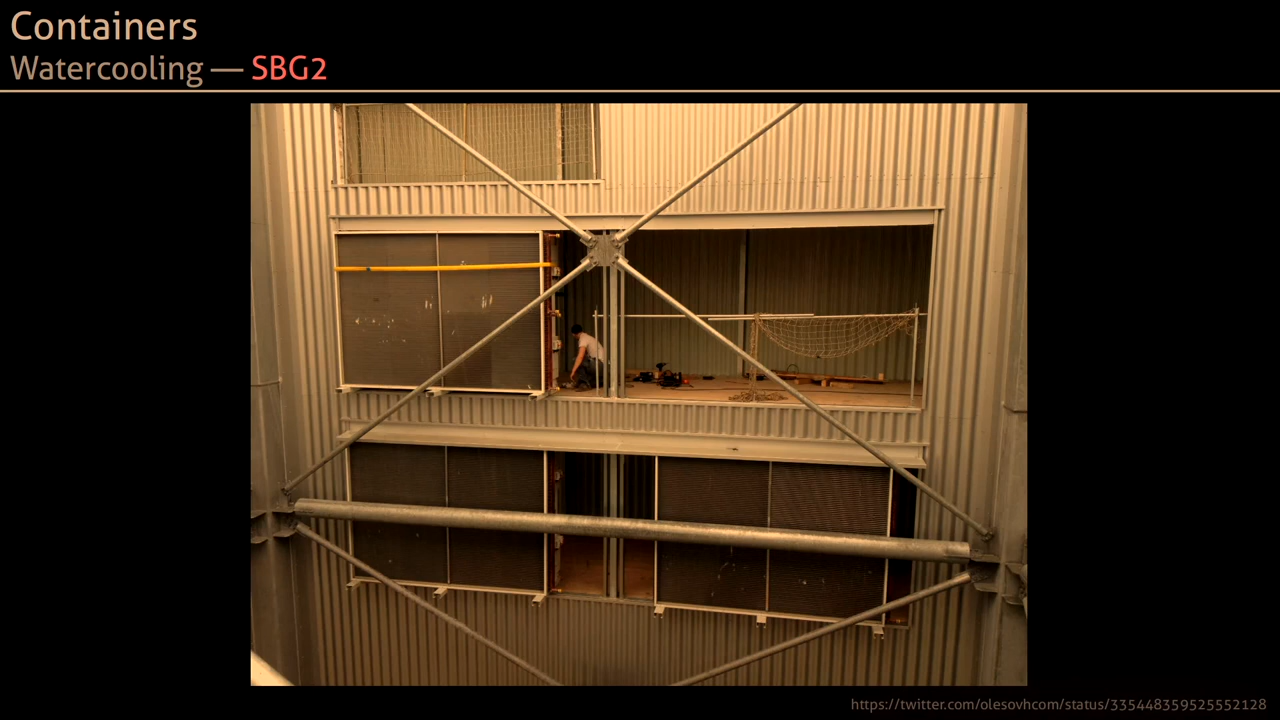 Containers
Watercooling — SBG2
https://twitter.com/olesovhcom/status/335448359525552128